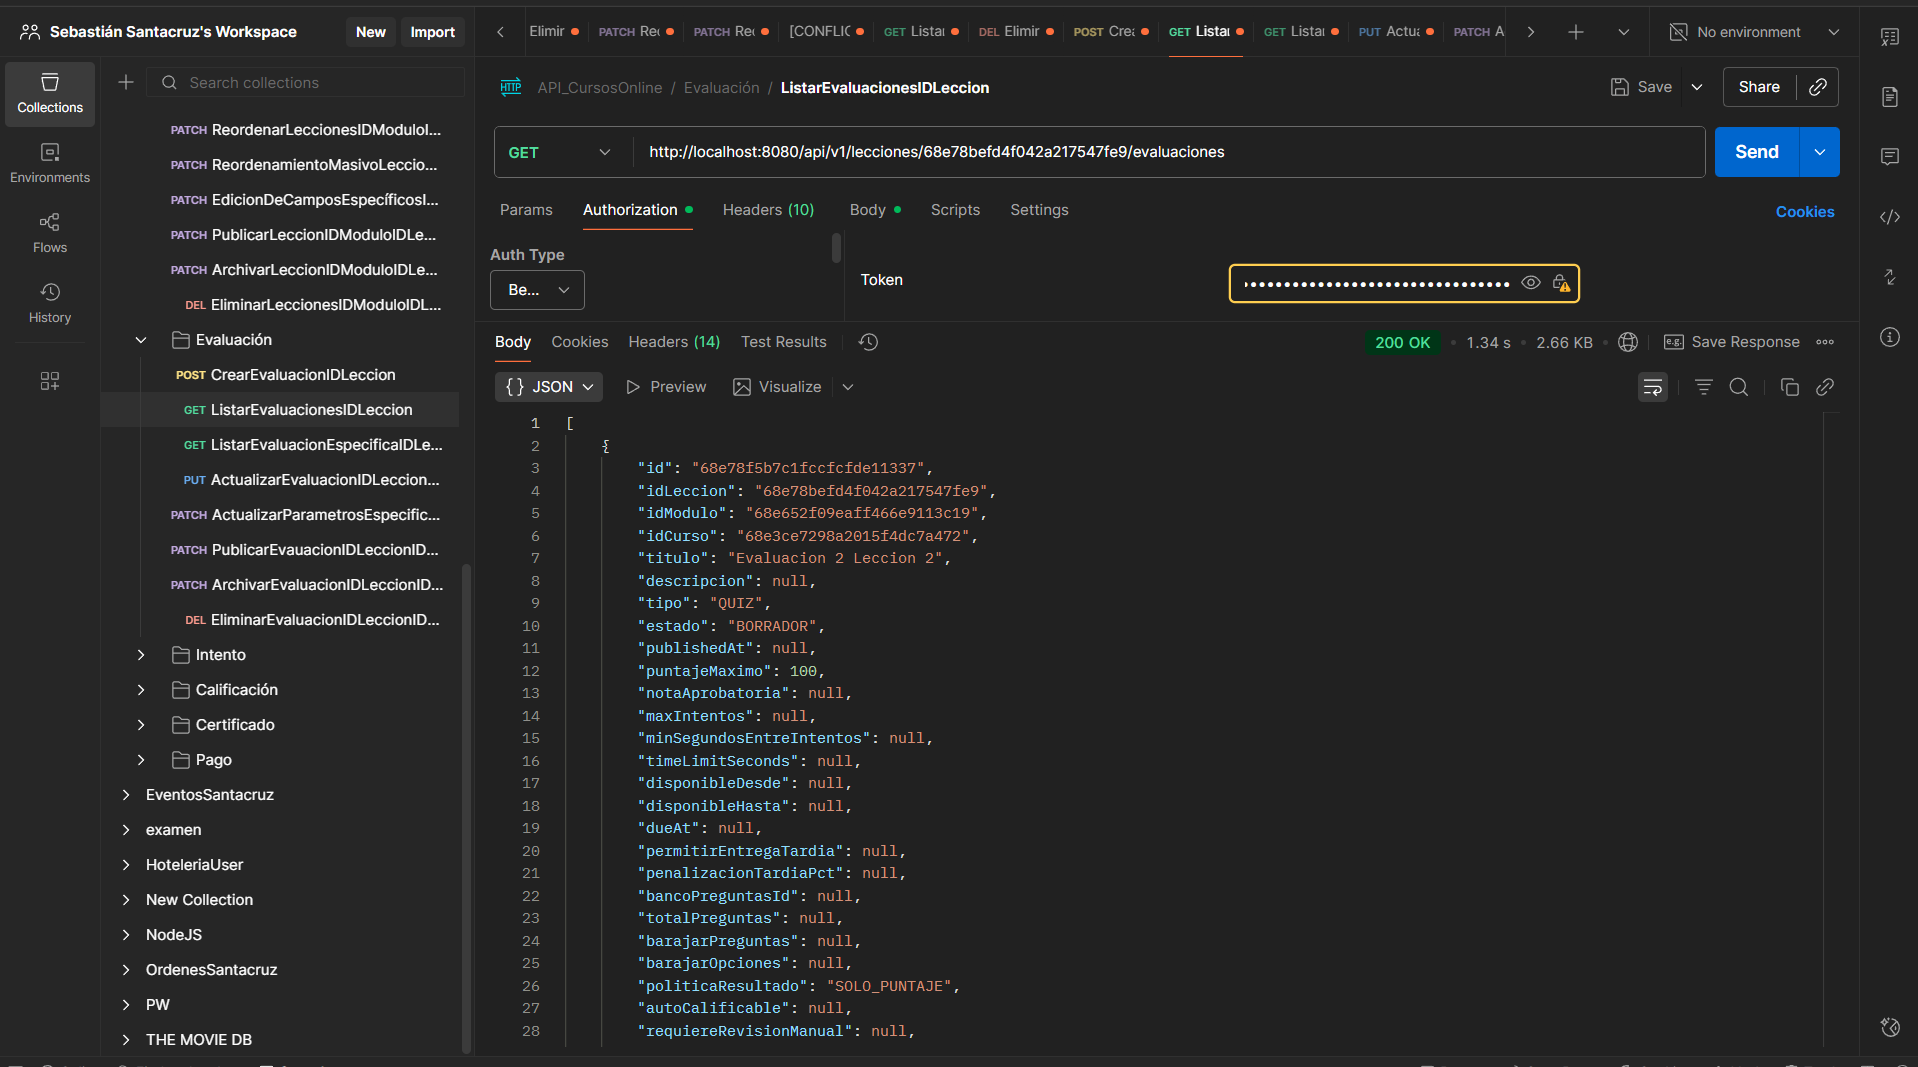 Sebastián Santacruz's Workspace
New
Import
Elimir
PATCH Rec
PATCH Rec
[CONFLIC
GET Listar
DEL Elimir
POST Crea
GET Listar
GET Listar
PUT Actua
PATCH A
No environment
Collections
Environments
Flows
History
Search collections
PATCH ReordenarLeccionesIDModuloI...
PATCH ReordenamientoMasivoLeccio...
PATCH EdicionDeCamposEspecíficosI...
PATCH PublicarLeccionIDModuloIDLe...
PATCH ArchivarLeccionIDModuloIDLe...
DEL EliminarLeccionesIDModuloIDL...
Evaluación
POST CrearEvaluacionIDLeccion
GET ListarEvaluacionesIDLeccion
GET ListarEvaluacionEspecificaIDLe...
PUT ActualizarEvaluacionIDLeccion...
PATCH ActualizarParametrosEspecific...
PATCH PublicarEvauacionIDLeccionID...
PATCH ArchivarEvaluacionIDLeccionID...
DEL EliminarEvaluacionIDLeccionID...
Intento
Calificación
Certificado
Pago
EventosSantacruz
examen
HoteleriaUser
New Collection
NodeJS
OrdenesSantacruz
PW
THE MOVIE DB
HTTP API_CursosOnline / Evaluación / ListarEvaluacionesIDLeccion
Save
Share
GET
http://localhost:8080/api/v1/lecciones/68e78befd4f042a217547fe9/evaluaciones
Send
Params
Authorization
Headers (10)
Body
Scripts
Settings
Cookies
Auth Type
Be...
Token
Body
Cookies
Headers (14)
Test Results
200 OK
1.34 s
2.66 KB
e.g.
Save Response
{} JSON
Preview
Visualize
1 [
2 {
3 "id": "68e78f5b7c1fccfcfde11337",
4 "idLeccion": "68e78befd4f042a217547fe9",
5 "idModulo": "68e652f09eaff466e9113c19",
6 "idCurso": "68e3ce7298a2015f4dc7a472",
7 "titulo": "Evaluacion 2 Leccion 2",
8 "descripcion": null,
9 "tipo": "QUIZ",
10 "estado": "BORRADOR",
11 "publishedAt": null,
12 "puntajeMaximo": 100,
13 "notaAprobatoria": null,
14 "maxIntentos": null,
15 "minSegundosEntreIntentos": null,
16 "timeLimitSeconds": null,
17 "disponibleDesde": null,
18 "disponibleHasta": null,
19 "dueAt": null,
20 "permitirEntregaTardia": null,
21 "penalizacionTardiaPct": null,
22 "bancoPreguntasId": null,
23 "totalPreguntas": null,
24 "barajarPreguntas": null,
25 "barajarOpciones": null,
26 "politicaResultado": "SOLO_PUNTAJE",
27 "autoCalificable": null,
28 "requiereRevisionManual": null,